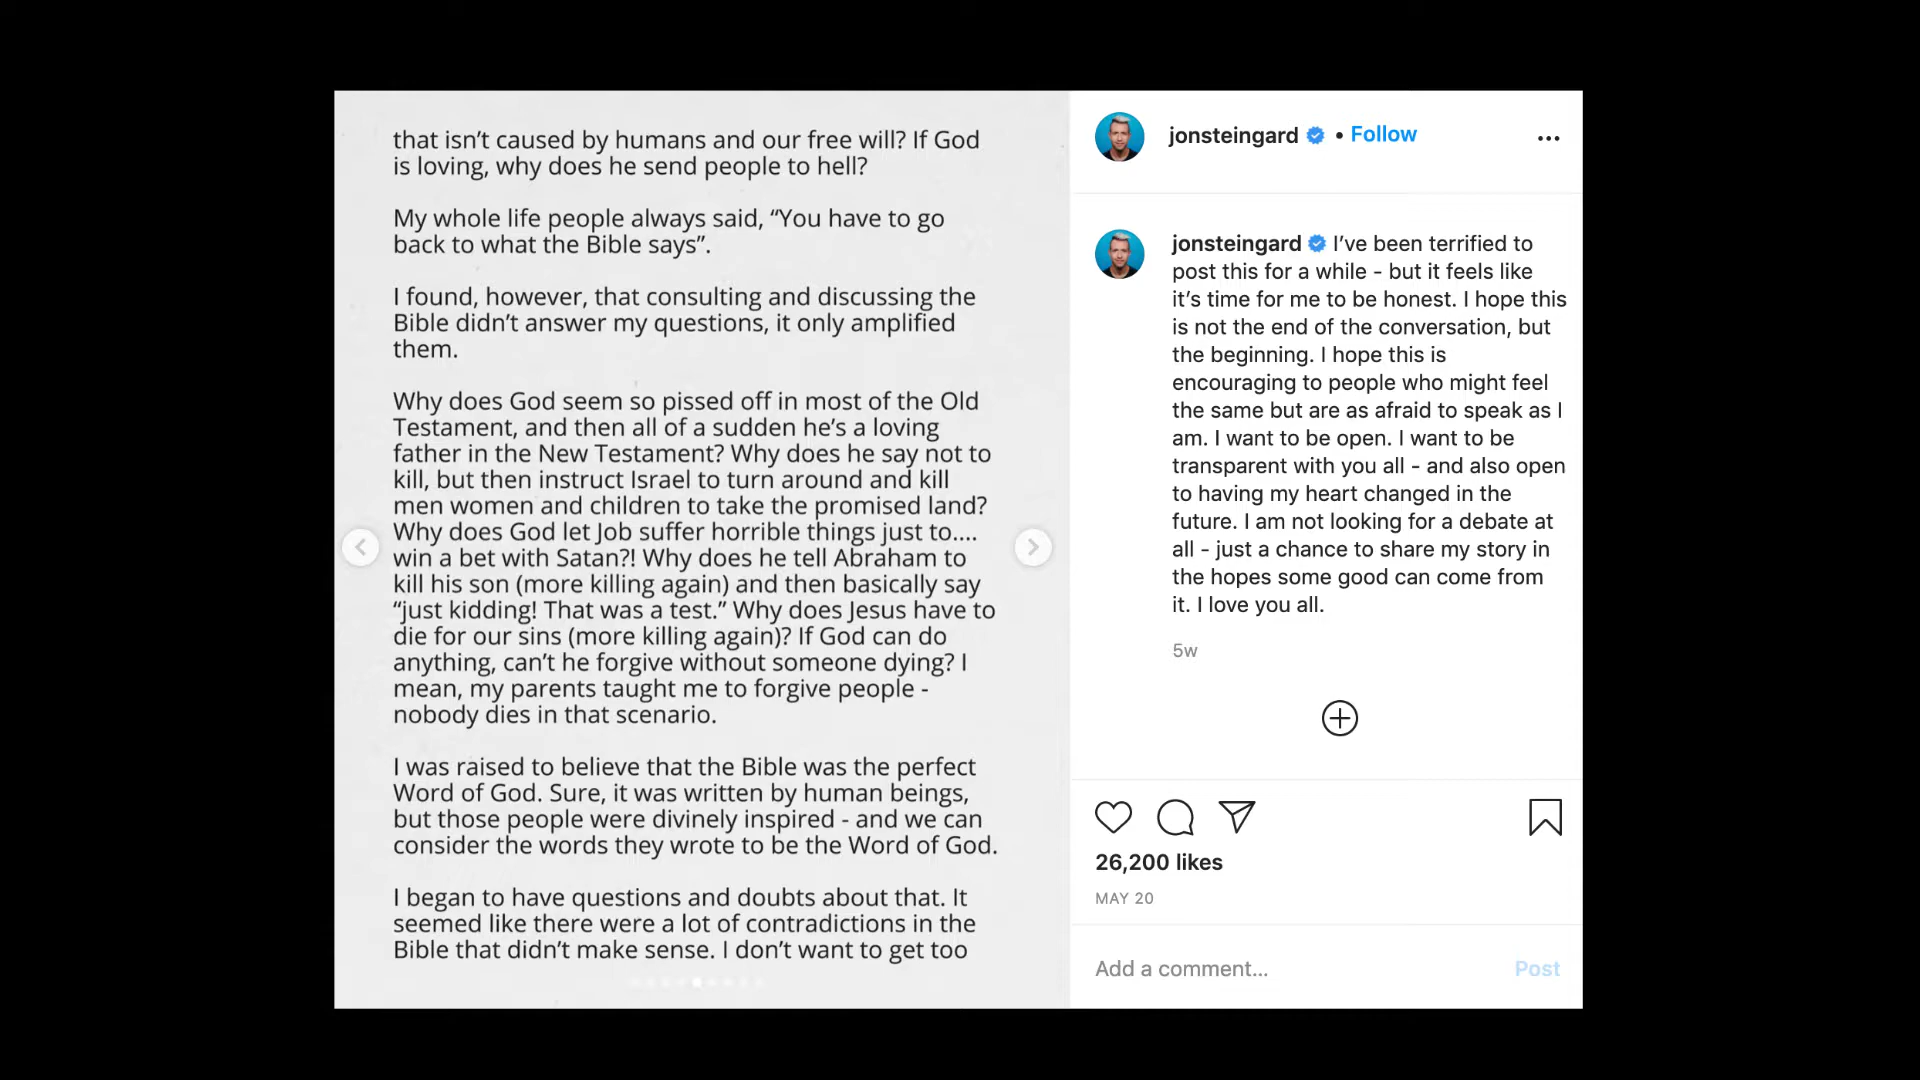 that isn’t caused by humans and our free will? If God
is loving, why does he send people to hell?
My whole life people always said, “You have to go
back to what the Bible says”.
I found, however, that consulting and discussing the
Bible didn’t answer my questions, it only amplified
them.
Why does God seem so pissed off in most of the Old
Testament, and then all of a sudden he’s a loving
father in the New Testament? Why does he say not to
kill, but then instruct Israel to turn around and kill
men women and children to take the promised land?
Why does God let Job suffer horrible things just to....
win a bet with Satan?! Why does he tell Abraham to
kill his son (more killing again) and then basically say
“just kidding! That was a test.” Why does Jesus have to
die for our sins (more killing again)? If God can do
anything, can’t he forgive without someone dying? I
mean, my parents taught me to forgive people -
nobody dies in that scenario.
I was raised to believe that the Bible was the perfect
Word of God. Sure, it was written by human beings,
but those people were divinely inspired - and we can
consider the words they wrote to be the Word of God.
I began to have questions and doubts about that. It
seemed like there were a lot of contradictions in the
Bible that didn’t make sense. I don’t want to get too
jonsteingard • Follow
jonsteingard I’ve been terrified to
post this for a while - but it feels like
it’s time for me to be honest. I hope this
is not the end of the conversation, but
the beginning. I hope this is
encouraging to people who might feel
the same but are as afraid to speak as I
am. I want to be open. I want to be
transparent with you all - and also open
to having my heart changed in the
future. I am not looking for a debate at
all - just a chance to share my story in
the hopes some good can come from
it. I love you all.
5w
26,200 likes
MAY 20
Add a comment... Post